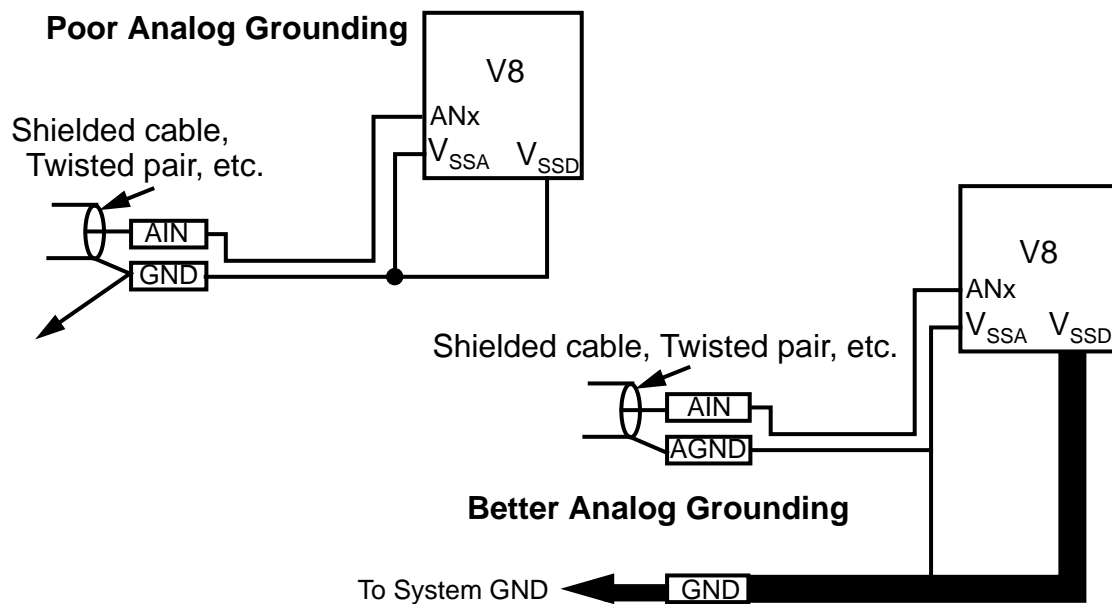 Poor Analog Grounding
V8
ANx
VSSA VSSD
Shielded cable,
Twisted pair, etc.
AIN
GND
V8
ANx
VSSA VSSD
Shielded cable, Twisted pair, etc.
AIN
AGND
Better Analog Grounding
To System GND
GND